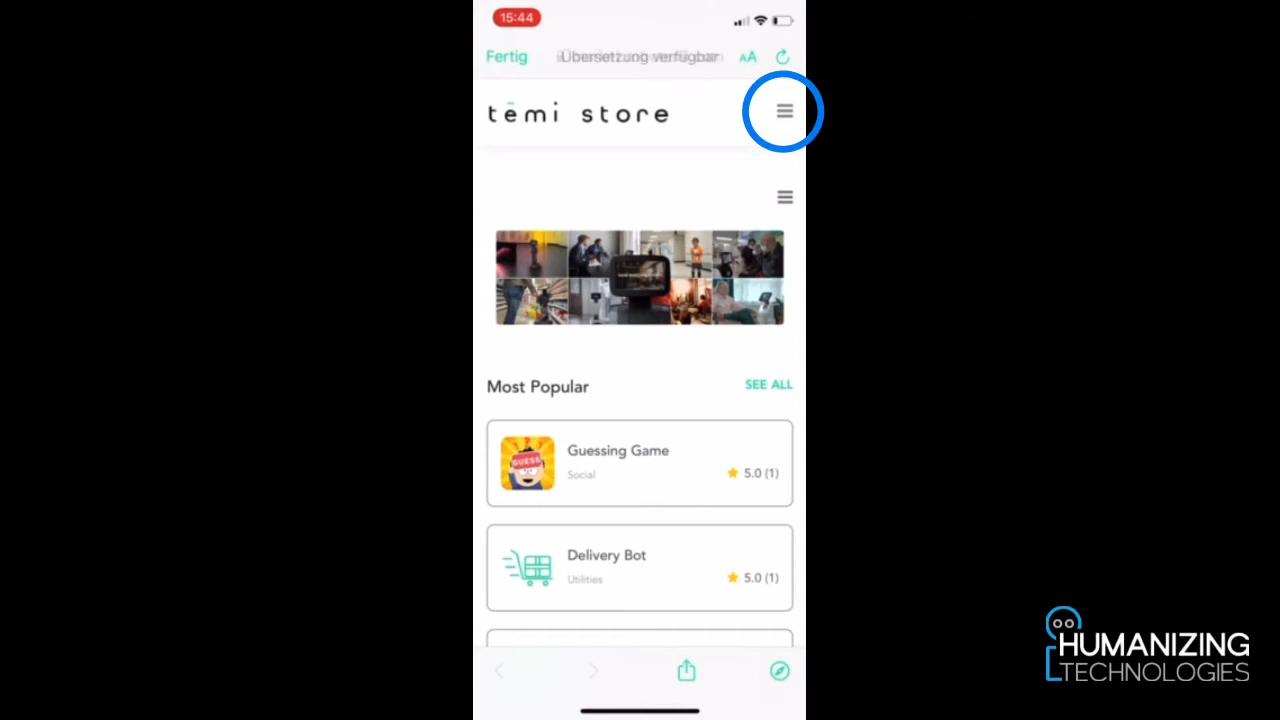 15:44
Fertig
Übersetzung verfügbar
AA
temi store
Most Popular
SEE ALL
GUESS
Guessing Game
Social
5.0 (1)
Delivery Bot
Utilities
5.0 (1)
HUMANIZING
TECHNOLOGIES